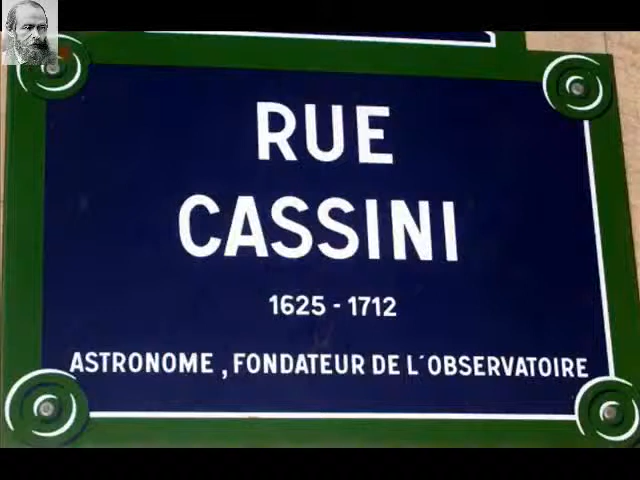 RUE
CASSINI
1625 - 1712
ASTRONOME , FONDATEUR DE L'OBSERVATOIRE